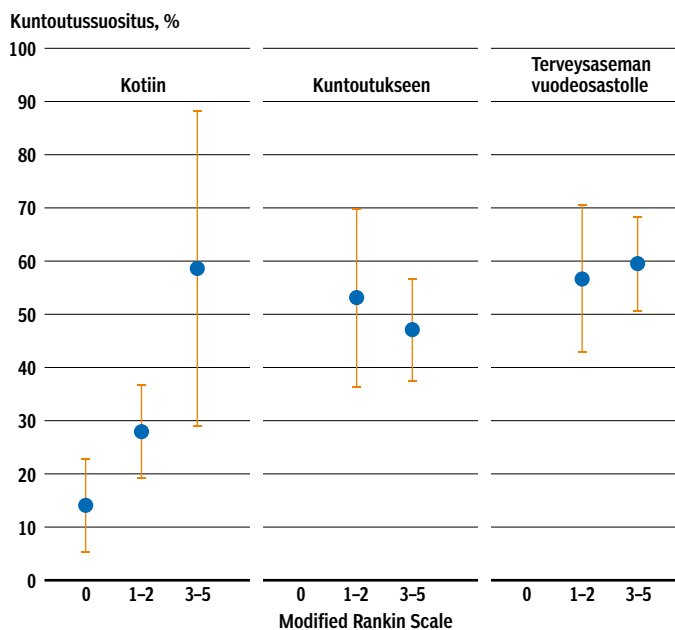 Kuntoutussuositus, %
100
90
80
70
60
50
40
30
20
10
0
Kotiin
Kuntoutukseen
Terveysaseman
vuodeosastolle
0 1–2 3–5
0 1–2 3–5
0 1–2 3–5
Modified Rankin Scale